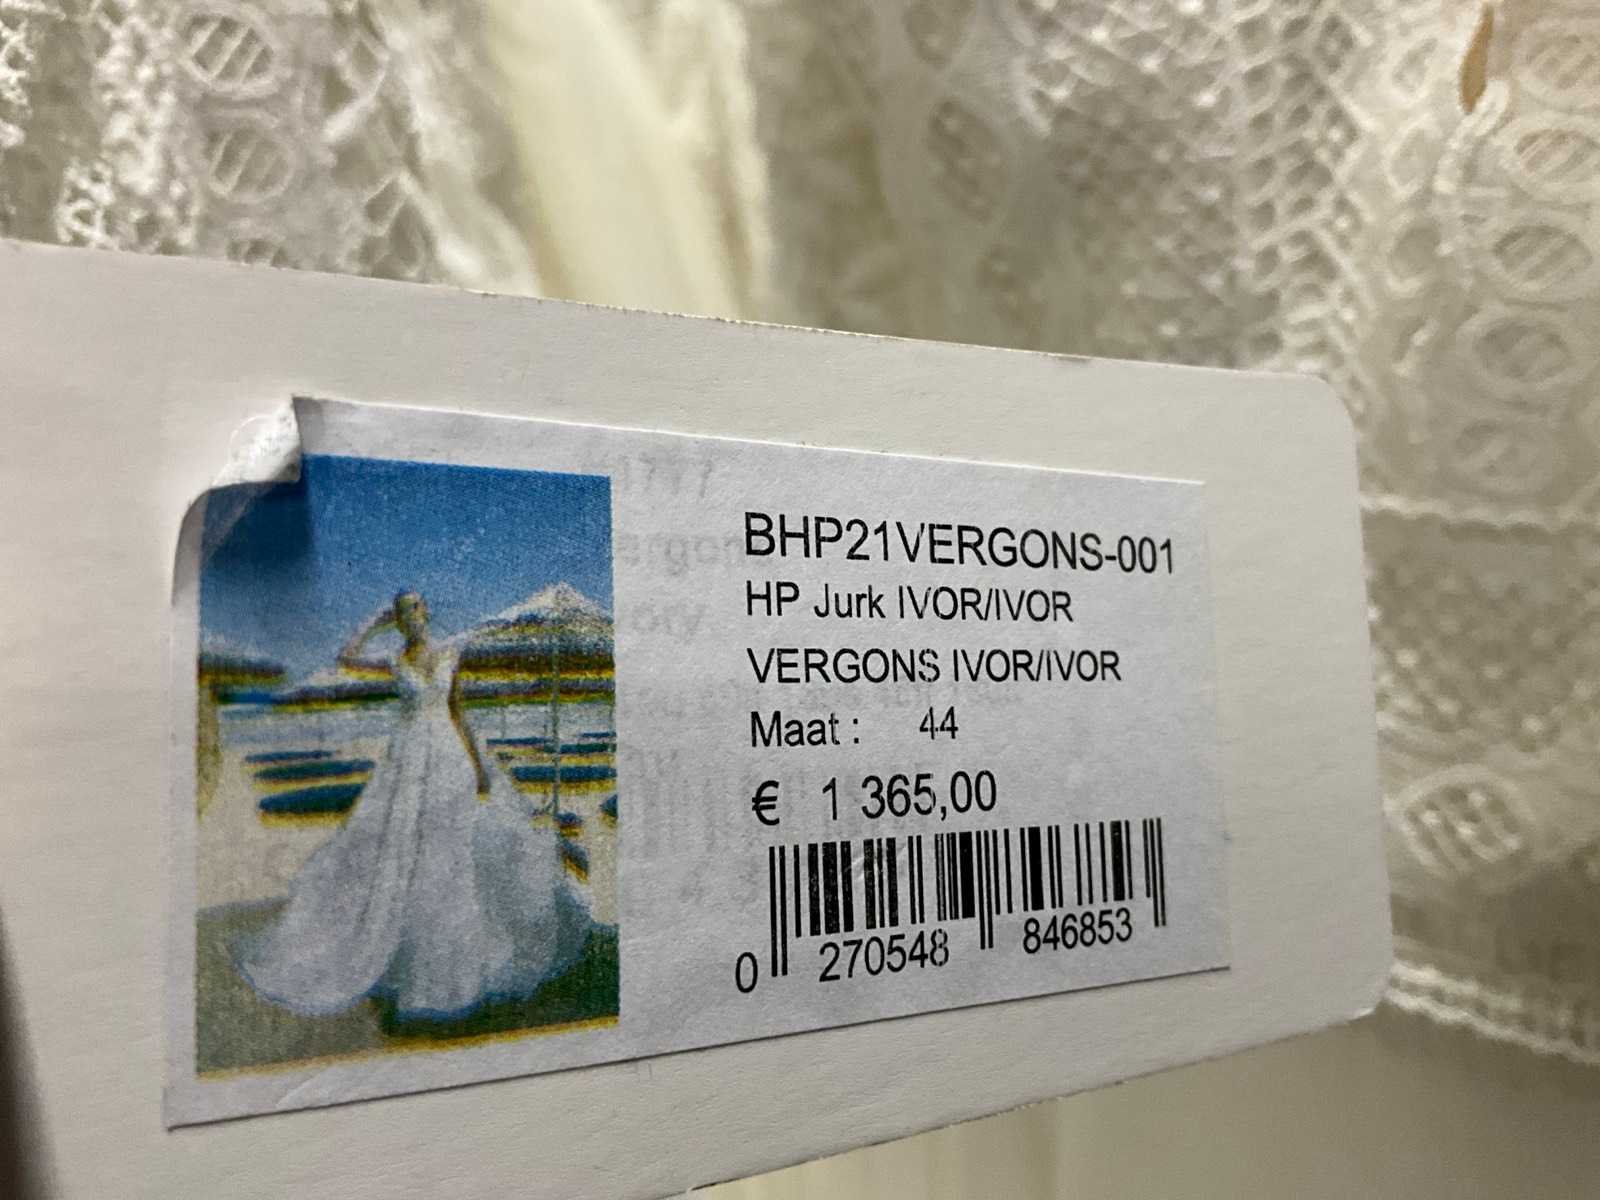 BHP21VERGONS-001
HP Jurk IVOR/IVOR
VERGONS IVOR/IVOR
Maat : 44
€ 1 365,00
0 270548 846853